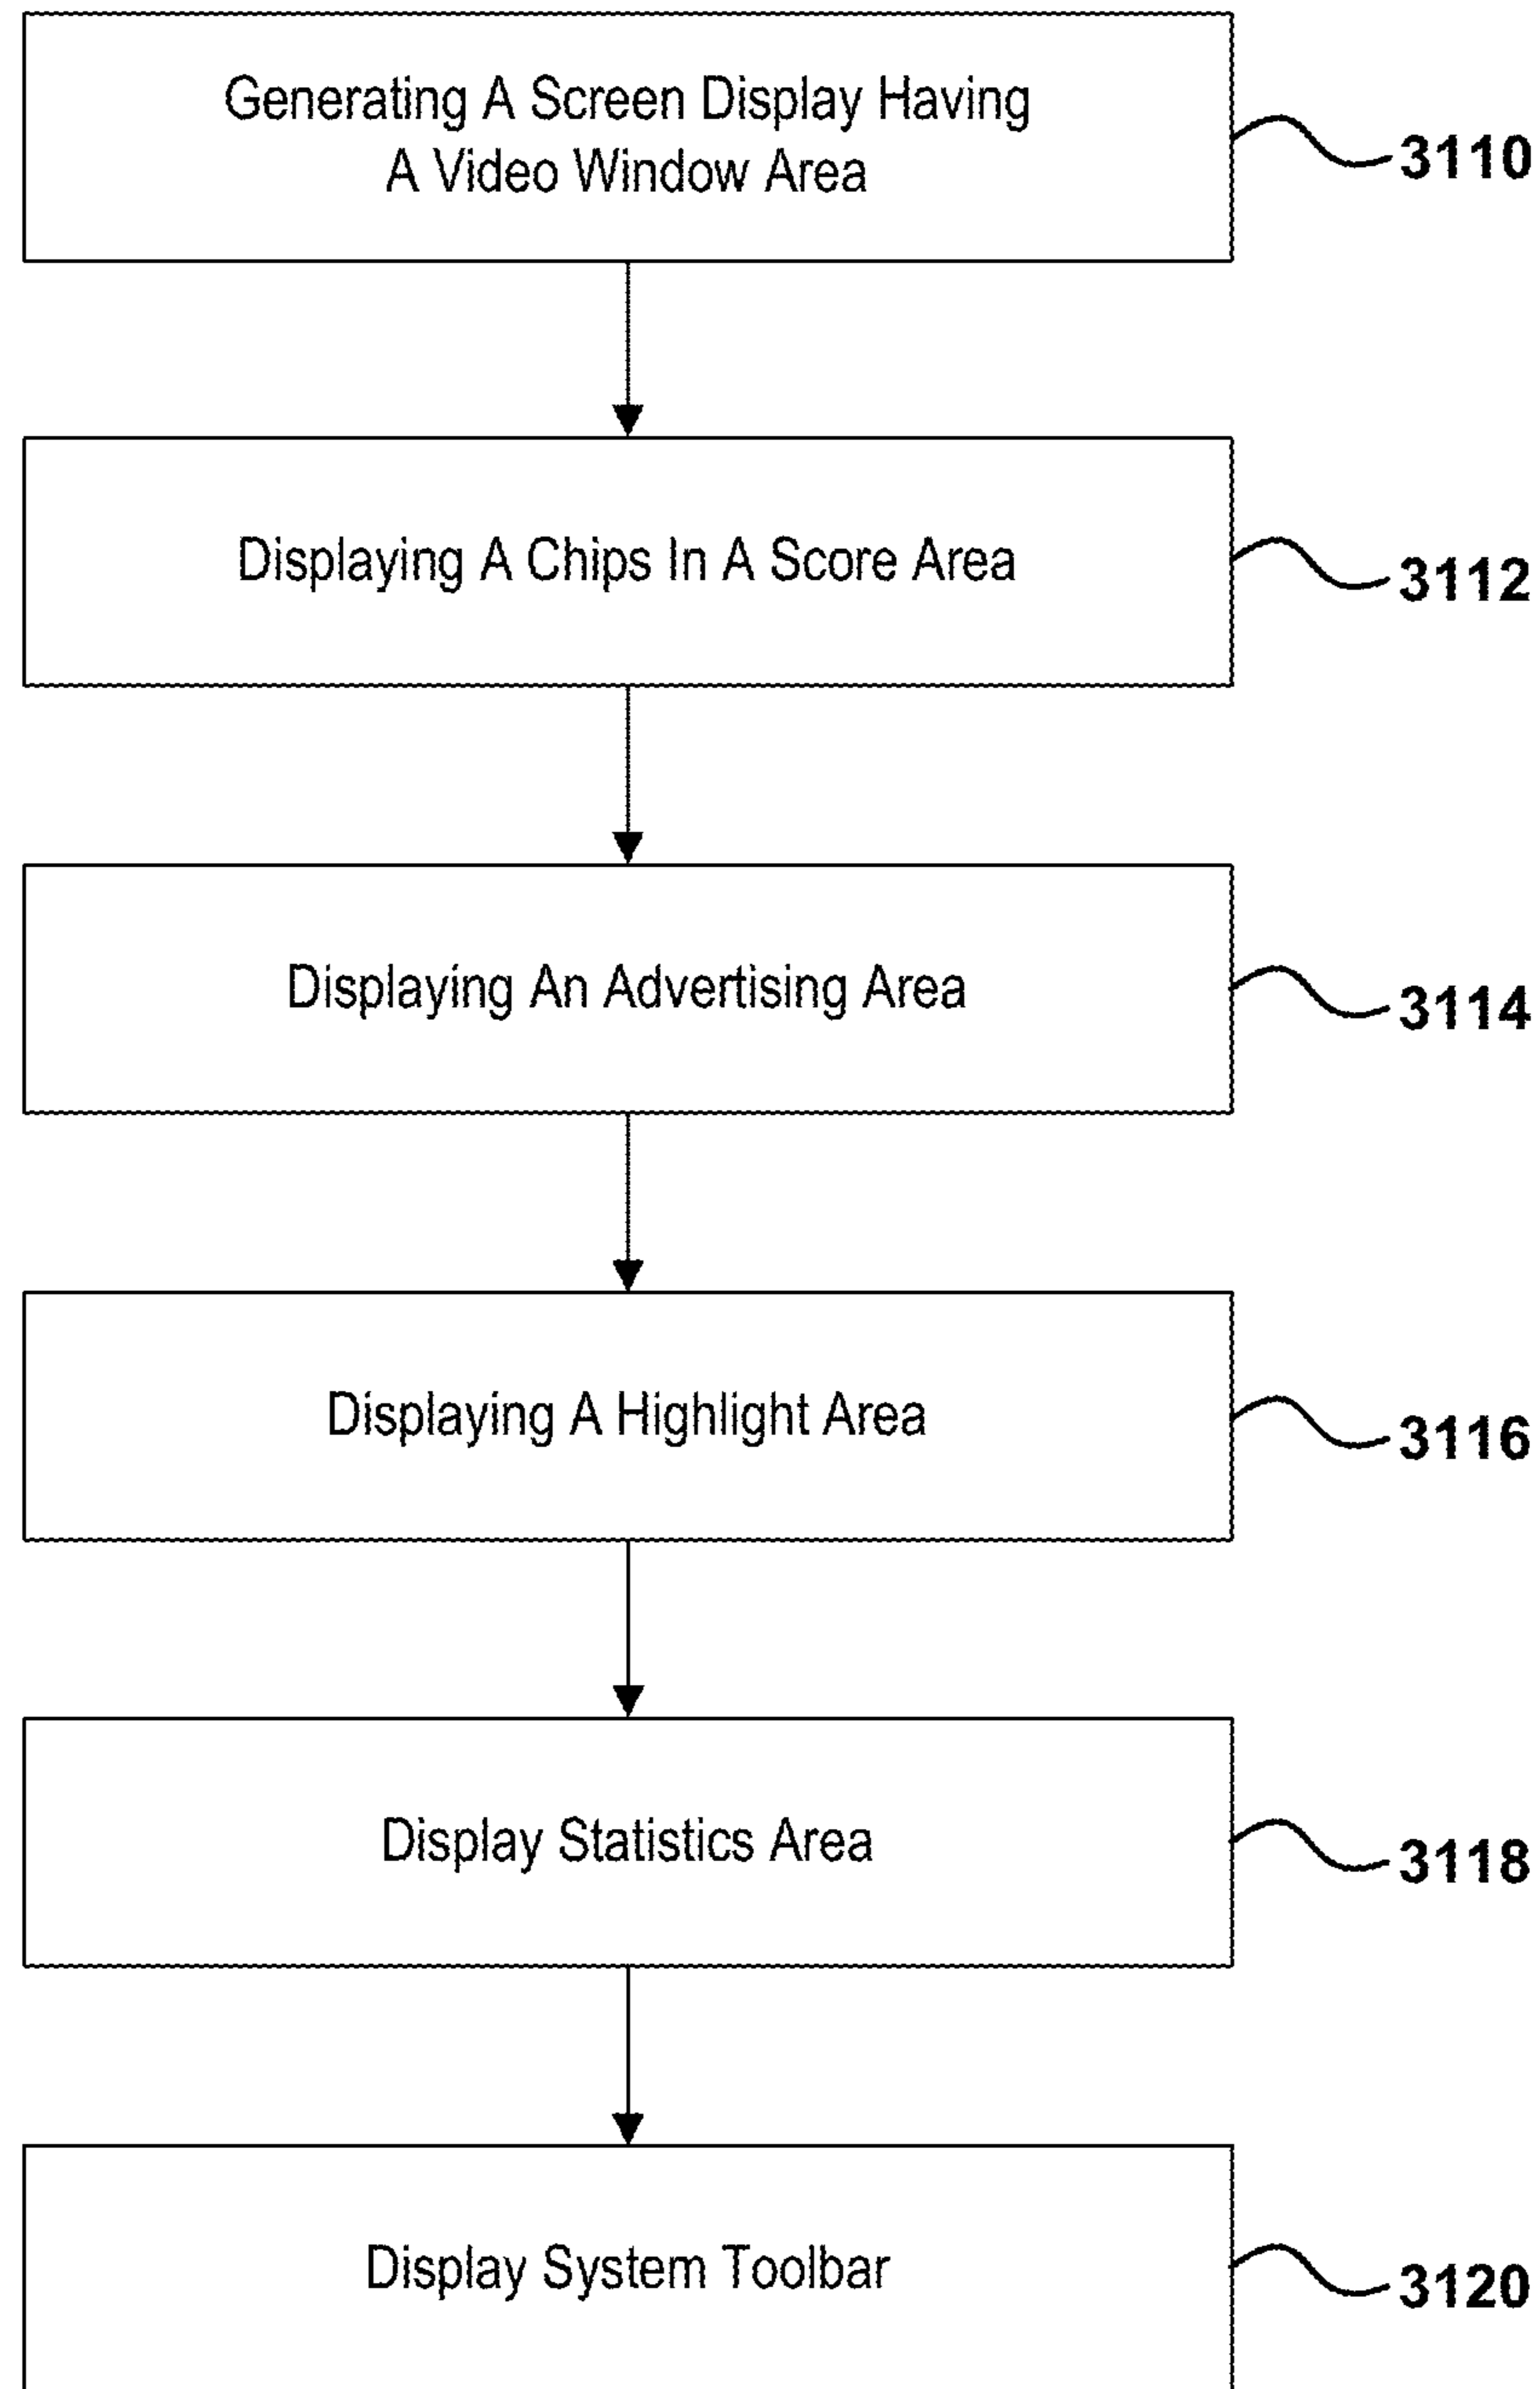 Generating A Screen Display Having
A Video Window Area
3110
Displaying A Chips In A Score Area
3112
Displaying An Advertising Area
3114
Displaying A Highlight Area
3116
Display Statistics Area
3118
Display System Toolbar
3120